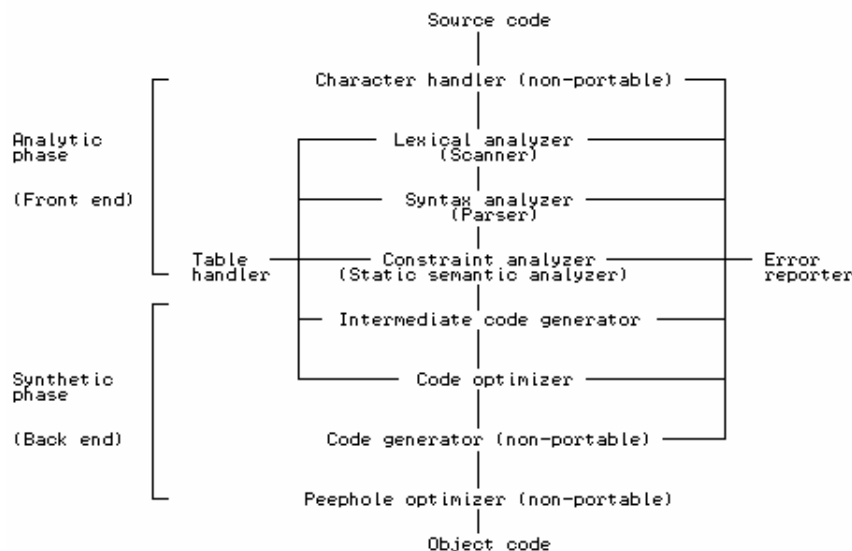 Source code
Character handler (non-portable)
Analytic
phase
(Front end)
Lexical analyzer
(Scanner)
Syntax analyzer
(Parser)
Table
handler
Constraint analyzer
(Static semantic analyzer)
Error
reporter
Intermediate code generator
Synthetic
phase
(Back end)
Code optimizer
Code generator (non-portable)
Peephole optimizer (non-portable)
Object code